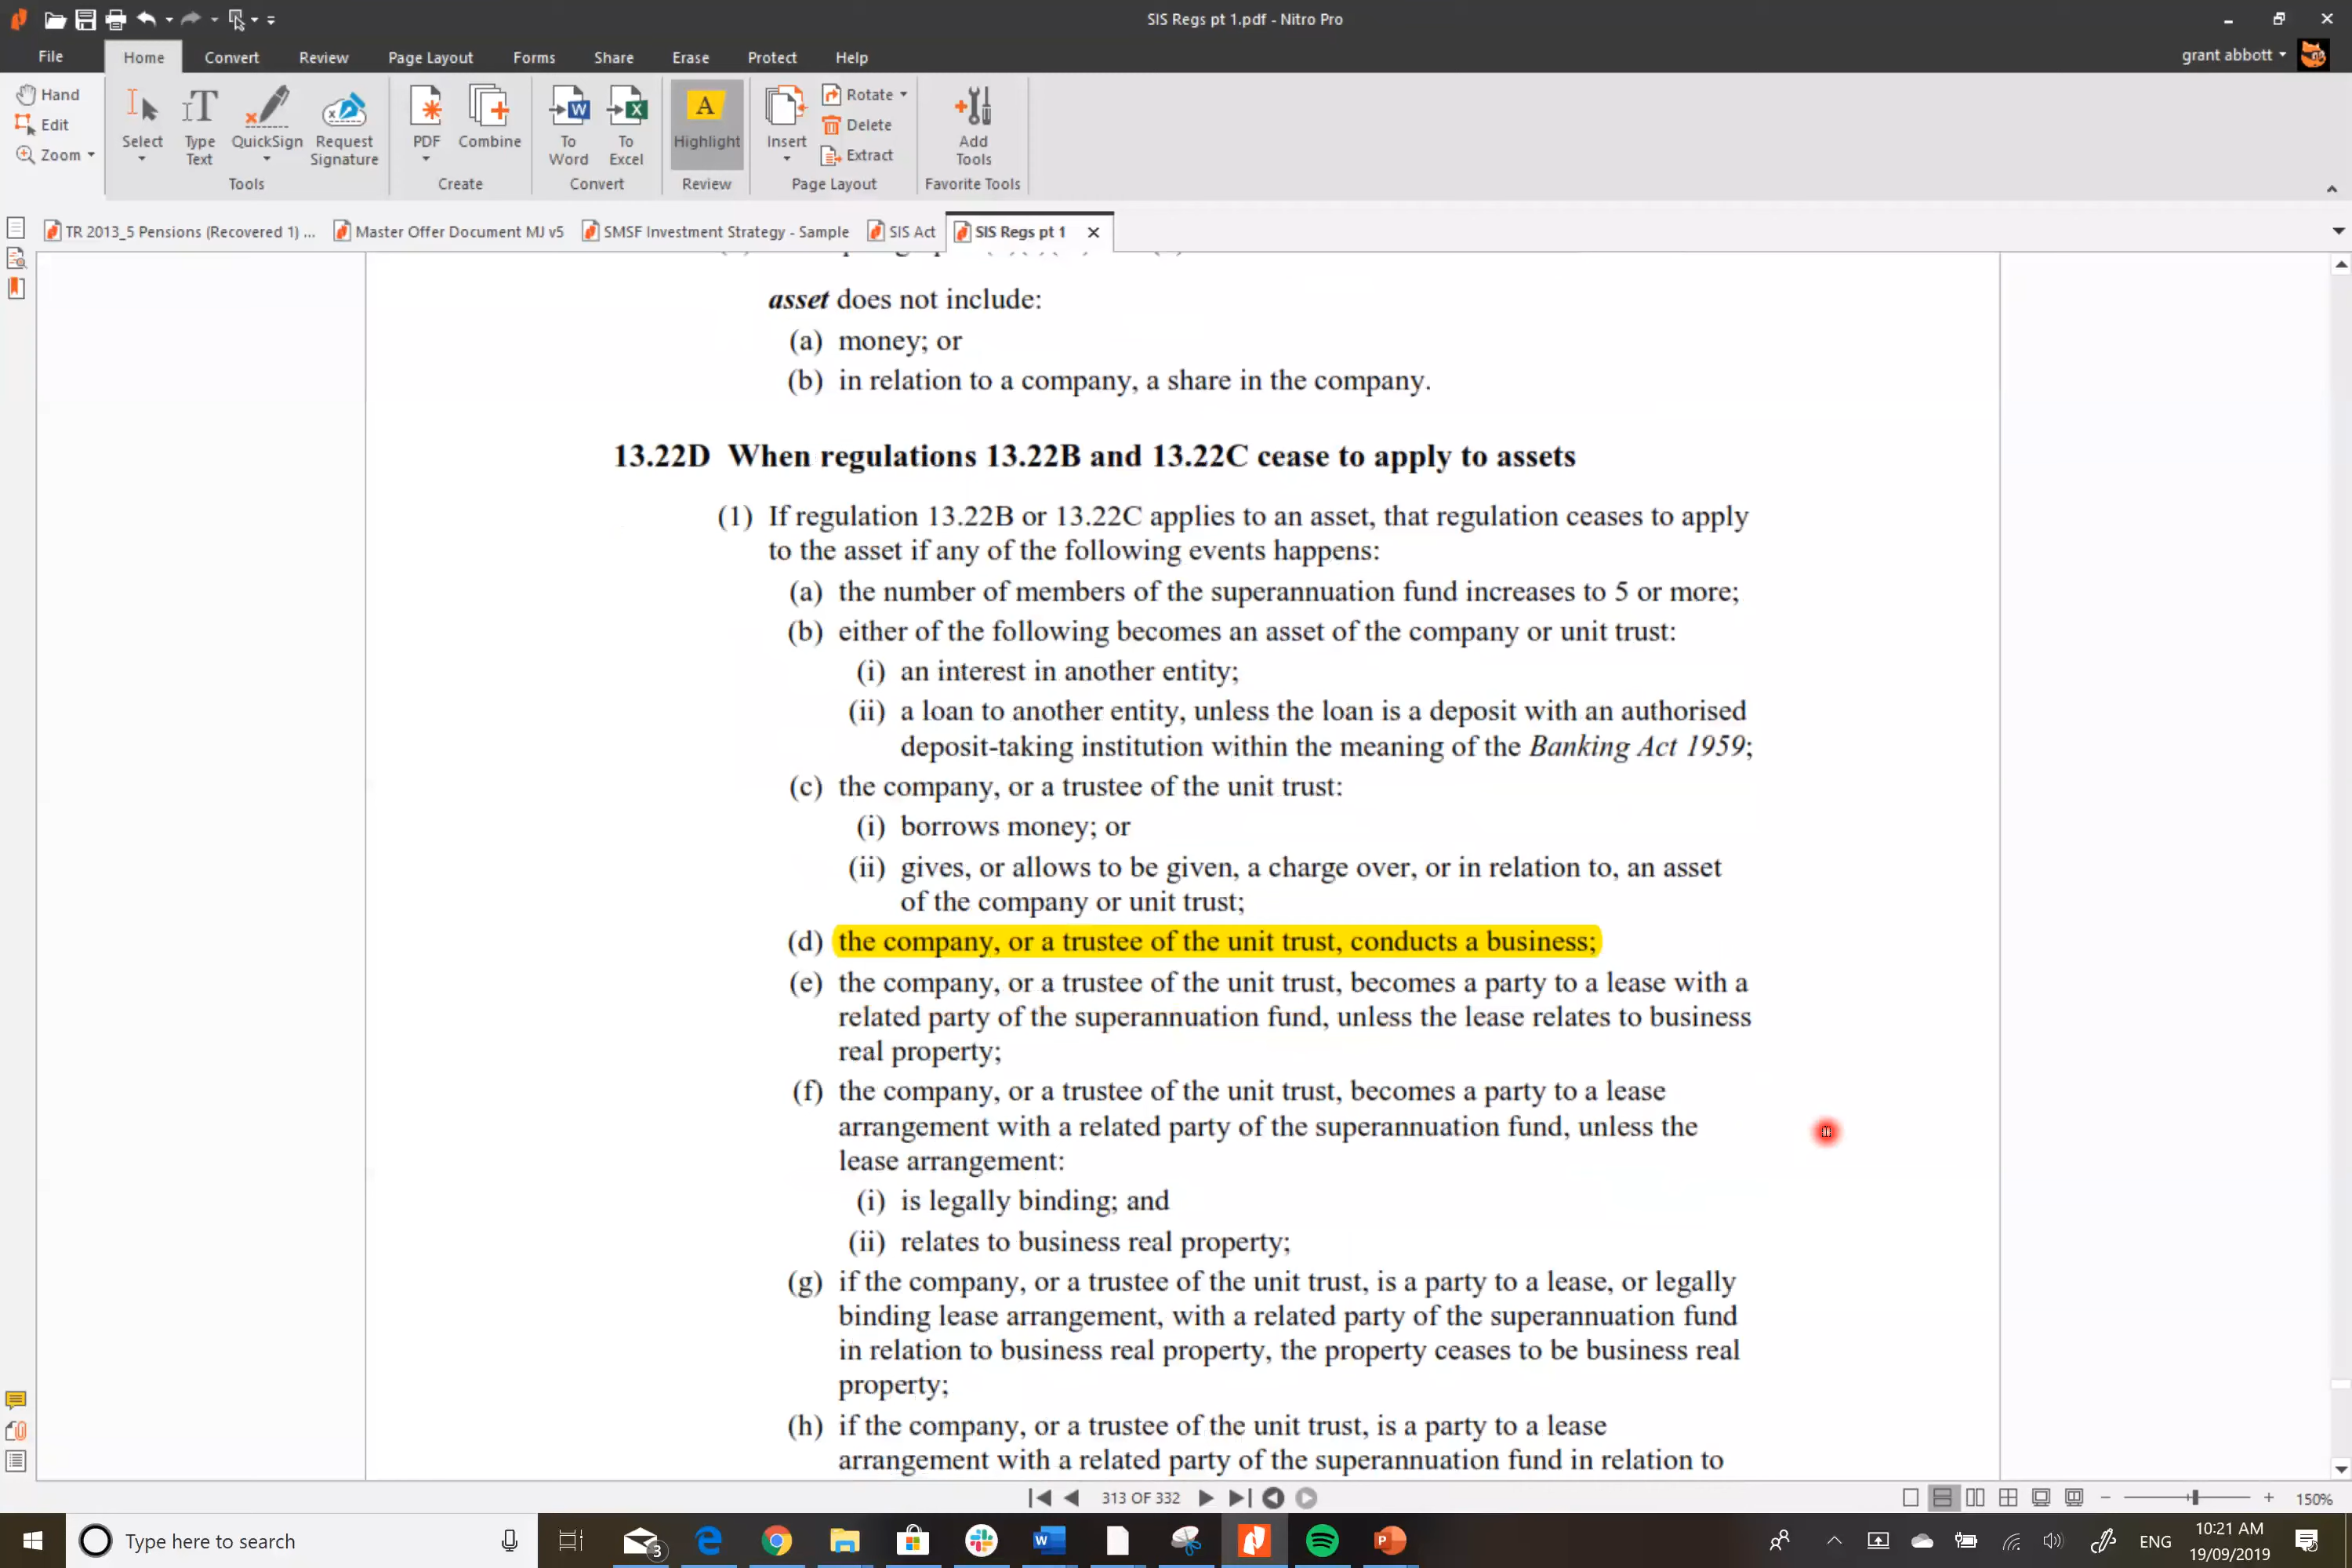 SIS Regs pt 1.pdf - Nitro Pro
File Home Convert Review Page Layout Forms Share Erase Protect Help
grant abbott
Hand
Edit
Zoom
Select
Type Text
QuickSign
Request Signature
Tools
PDF
Combine
Create
To Word
To Excel
Convert
A
Highlight
Review
Insert
Rotate
Delete
Extract
Page Layout
Add Tools
Favorite Tools
TR 2013_5 Pensions (Recovered 1) ...
Master Offer Document MJ v5
SMSF Investment Strategy - Sample
SIS Act
SIS Regs pt 1
asset does not include:
(a) money; or
(b) in relation to a company, a share in the company.
13.22D When regulations 13.22B and 13.22C cease to apply to assets
(1) If regulation 13.22B or 13.22C applies to an asset, that regulation ceases to apply
to the asset if any of the following events happens:
(a) the number of members of the superannuation fund increases to 5 or more;
(b) either of the following becomes an asset of the company or unit trust:
(i) an interest in another entity;
(ii) a loan to another entity, unless the loan is a deposit with an authorised
deposit-taking institution within the meaning of the Banking Act 1959;
(c) the company, or a trustee of the unit trust:
(i) borrows money; or
(ii) gives, or allows to be given, a charge over, or in relation to, an asset
of the company or unit trust;
(d) the company, or a trustee of the unit trust, conducts a business;
(e) the company, or a trustee of the unit trust, becomes a party to a lease with a
related party of the superannuation fund, unless the lease relates to business
real property;
(f) the company, or a trustee of the unit trust, becomes a party to a lease
arrangement with a related party of the superannuation fund, unless the
lease arrangement:
(i) is legally binding; and
(ii) relates to business real property;
(g) if the company, or a trustee of the unit trust, is a party to a lease, or legally
binding lease arrangement, with a related party of the superannuation fund
in relation to business real property, the property ceases to be business real
property;
(h) if the company, or a trustee of the unit trust, is a party to a lease
arrangement with a related party of the superannuation fund in relation to
313 OF 332
150%
Type here to search
3
ENG
10:21 AM
19/09/2019